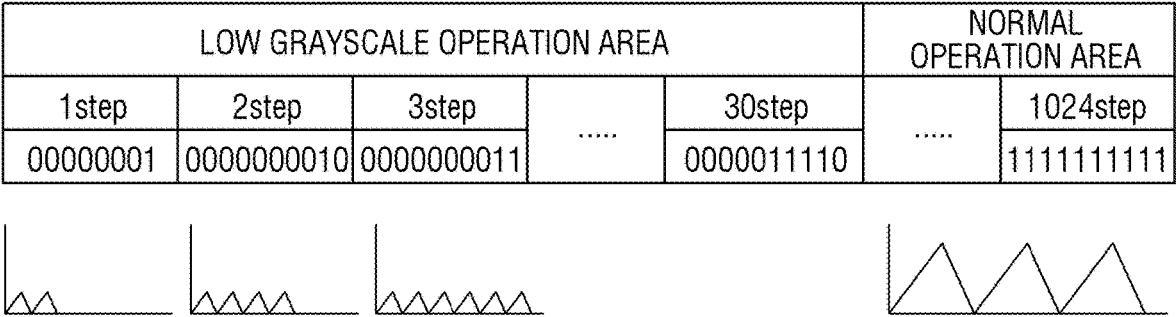 LOW GRAYSCALE OPERATION AREA
NORMAL
OPERATION AREA
1step 2step 3step ..... 30step ..... 1024step
00000001 0000000010 0000000011 0000011110 1111111111